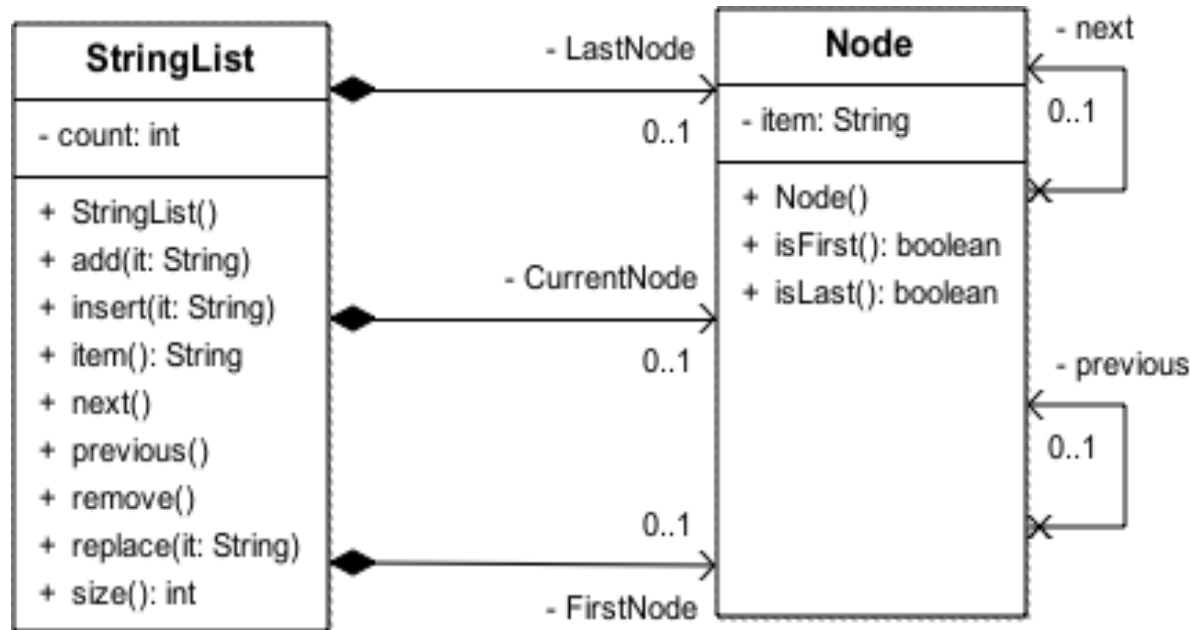 StringList
- count: int
+ StringList()
+ add(it: String)
+ insert(it: String)
+ item(): String
+ next()
+ previous()
+ remove()
+ replace(it: String)
+ size(): int
- LastNode
0..1
- CurrentNode
0..1
0..1
- FirstNode
Node
- item: String
+ Node()
+ isFirst(): boolean
+ isLast(): boolean
- next
0..1
- previous
0..1